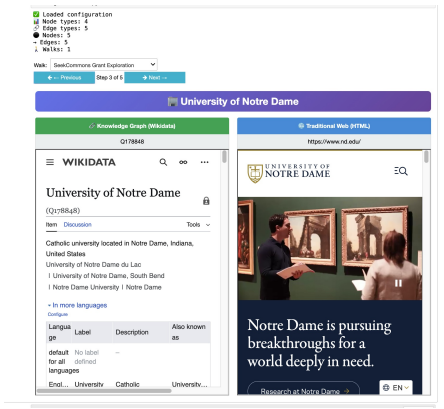 ✅ Loaded configuration
📊 Node types: 4
🔗 Edge types: 5
⚫ Nodes: 5
→ Edges: 5
🚶 Walks: 1
Walk: SeekCommons Grant Exploration
← Previous Step 3 of 5 Next →
University of Notre Dame
Knowledge Graph (Wikidata)
Q178848
WIKIDATA
University of Notre Dame
(Q178848)
Item Discussion Tools
Catholic university located in Notre Dame, Indiana,
United States
University of Notre Dame du Lac
| University of Notre Dame, South Bend
| Notre Dame University | Notre Dame
In more languages
Configure
Langua
ge Label Description Also known
as
default
for all
languages No label
defined –
Engl... University Catholic University...
Traditional Web (HTML)
https://www.nd.edu/
UNIVERSITY OF
NOTRE DAME
Notre Dame is pursuing
breakthroughs for a
world deeply in need.
Research at Notre Dame →
EN